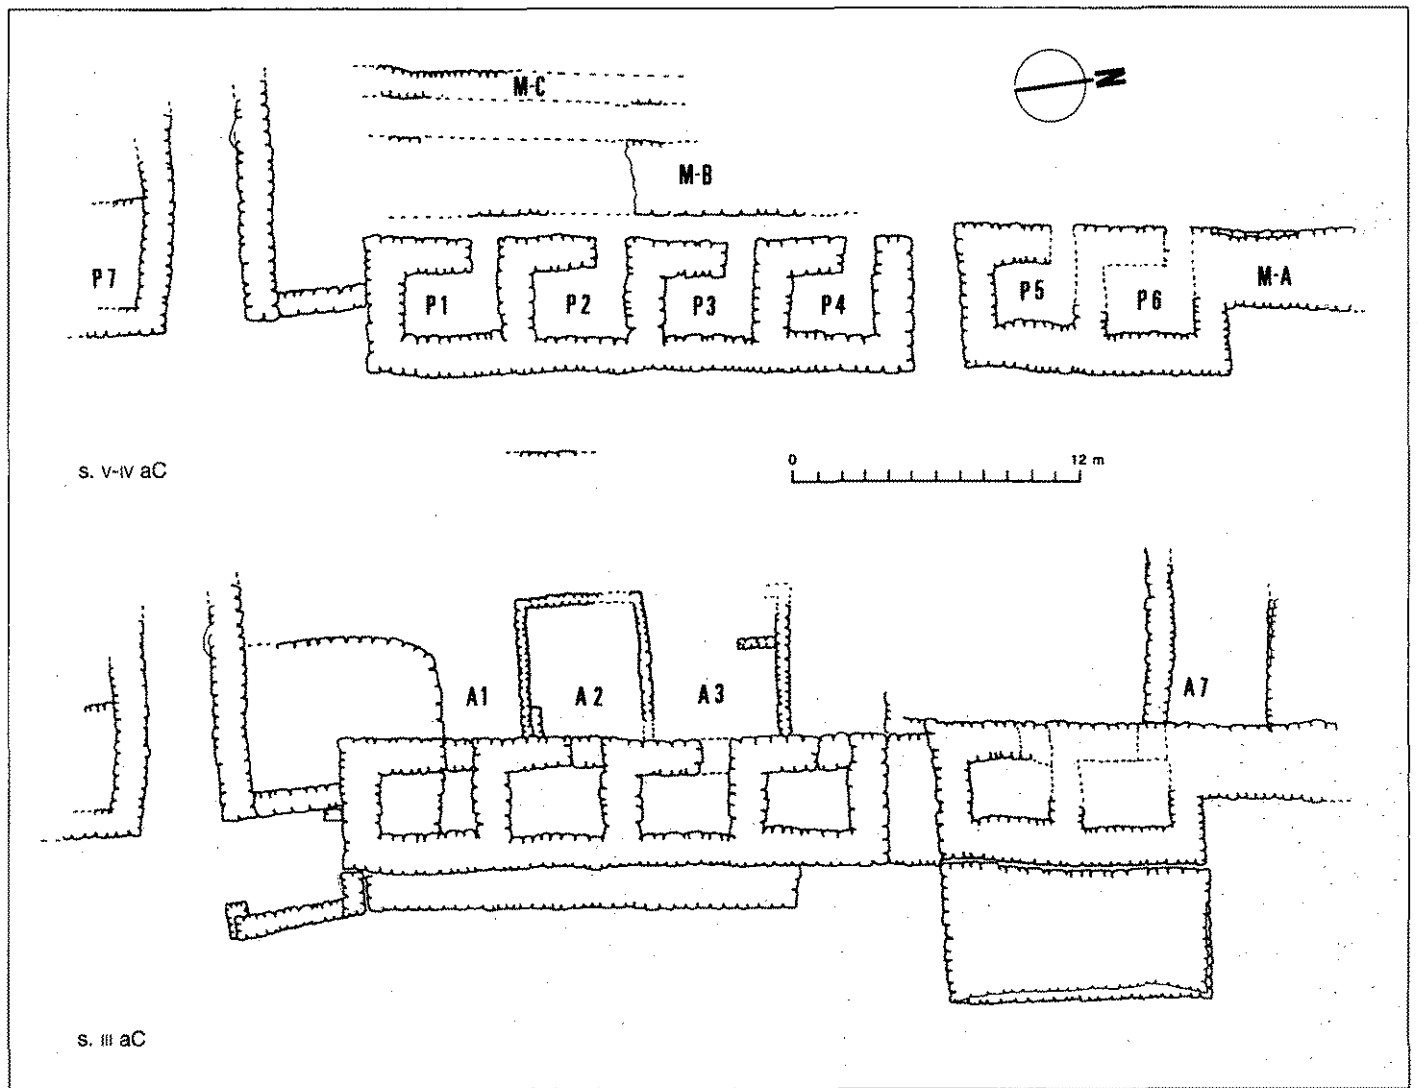 N
M-C
M-B
P7
P1
P2
P3
P4
P5
P6
M-A
s. V-IV aC
0 12 m
A1
A2
A3
A7
s. III aC